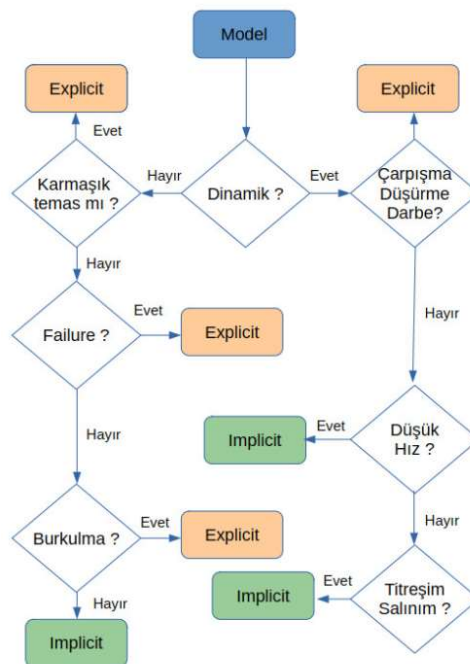 Model
Explicit
Explicit
Evet
Karmaşık
temas mı ?
Hayır
Dinamik ?
Evet
Çarpışma
Düşürme
Darbe?
Hayır
Failure ?
Evet
Explicit
Hayır
Hayır
Implicit
Evet
Düşük
Hız ?
Burkulma ?
Evet
Explicit
Hayır
Hayır
Implicit
Implicit
Evet
Titreşim
Salınım ?